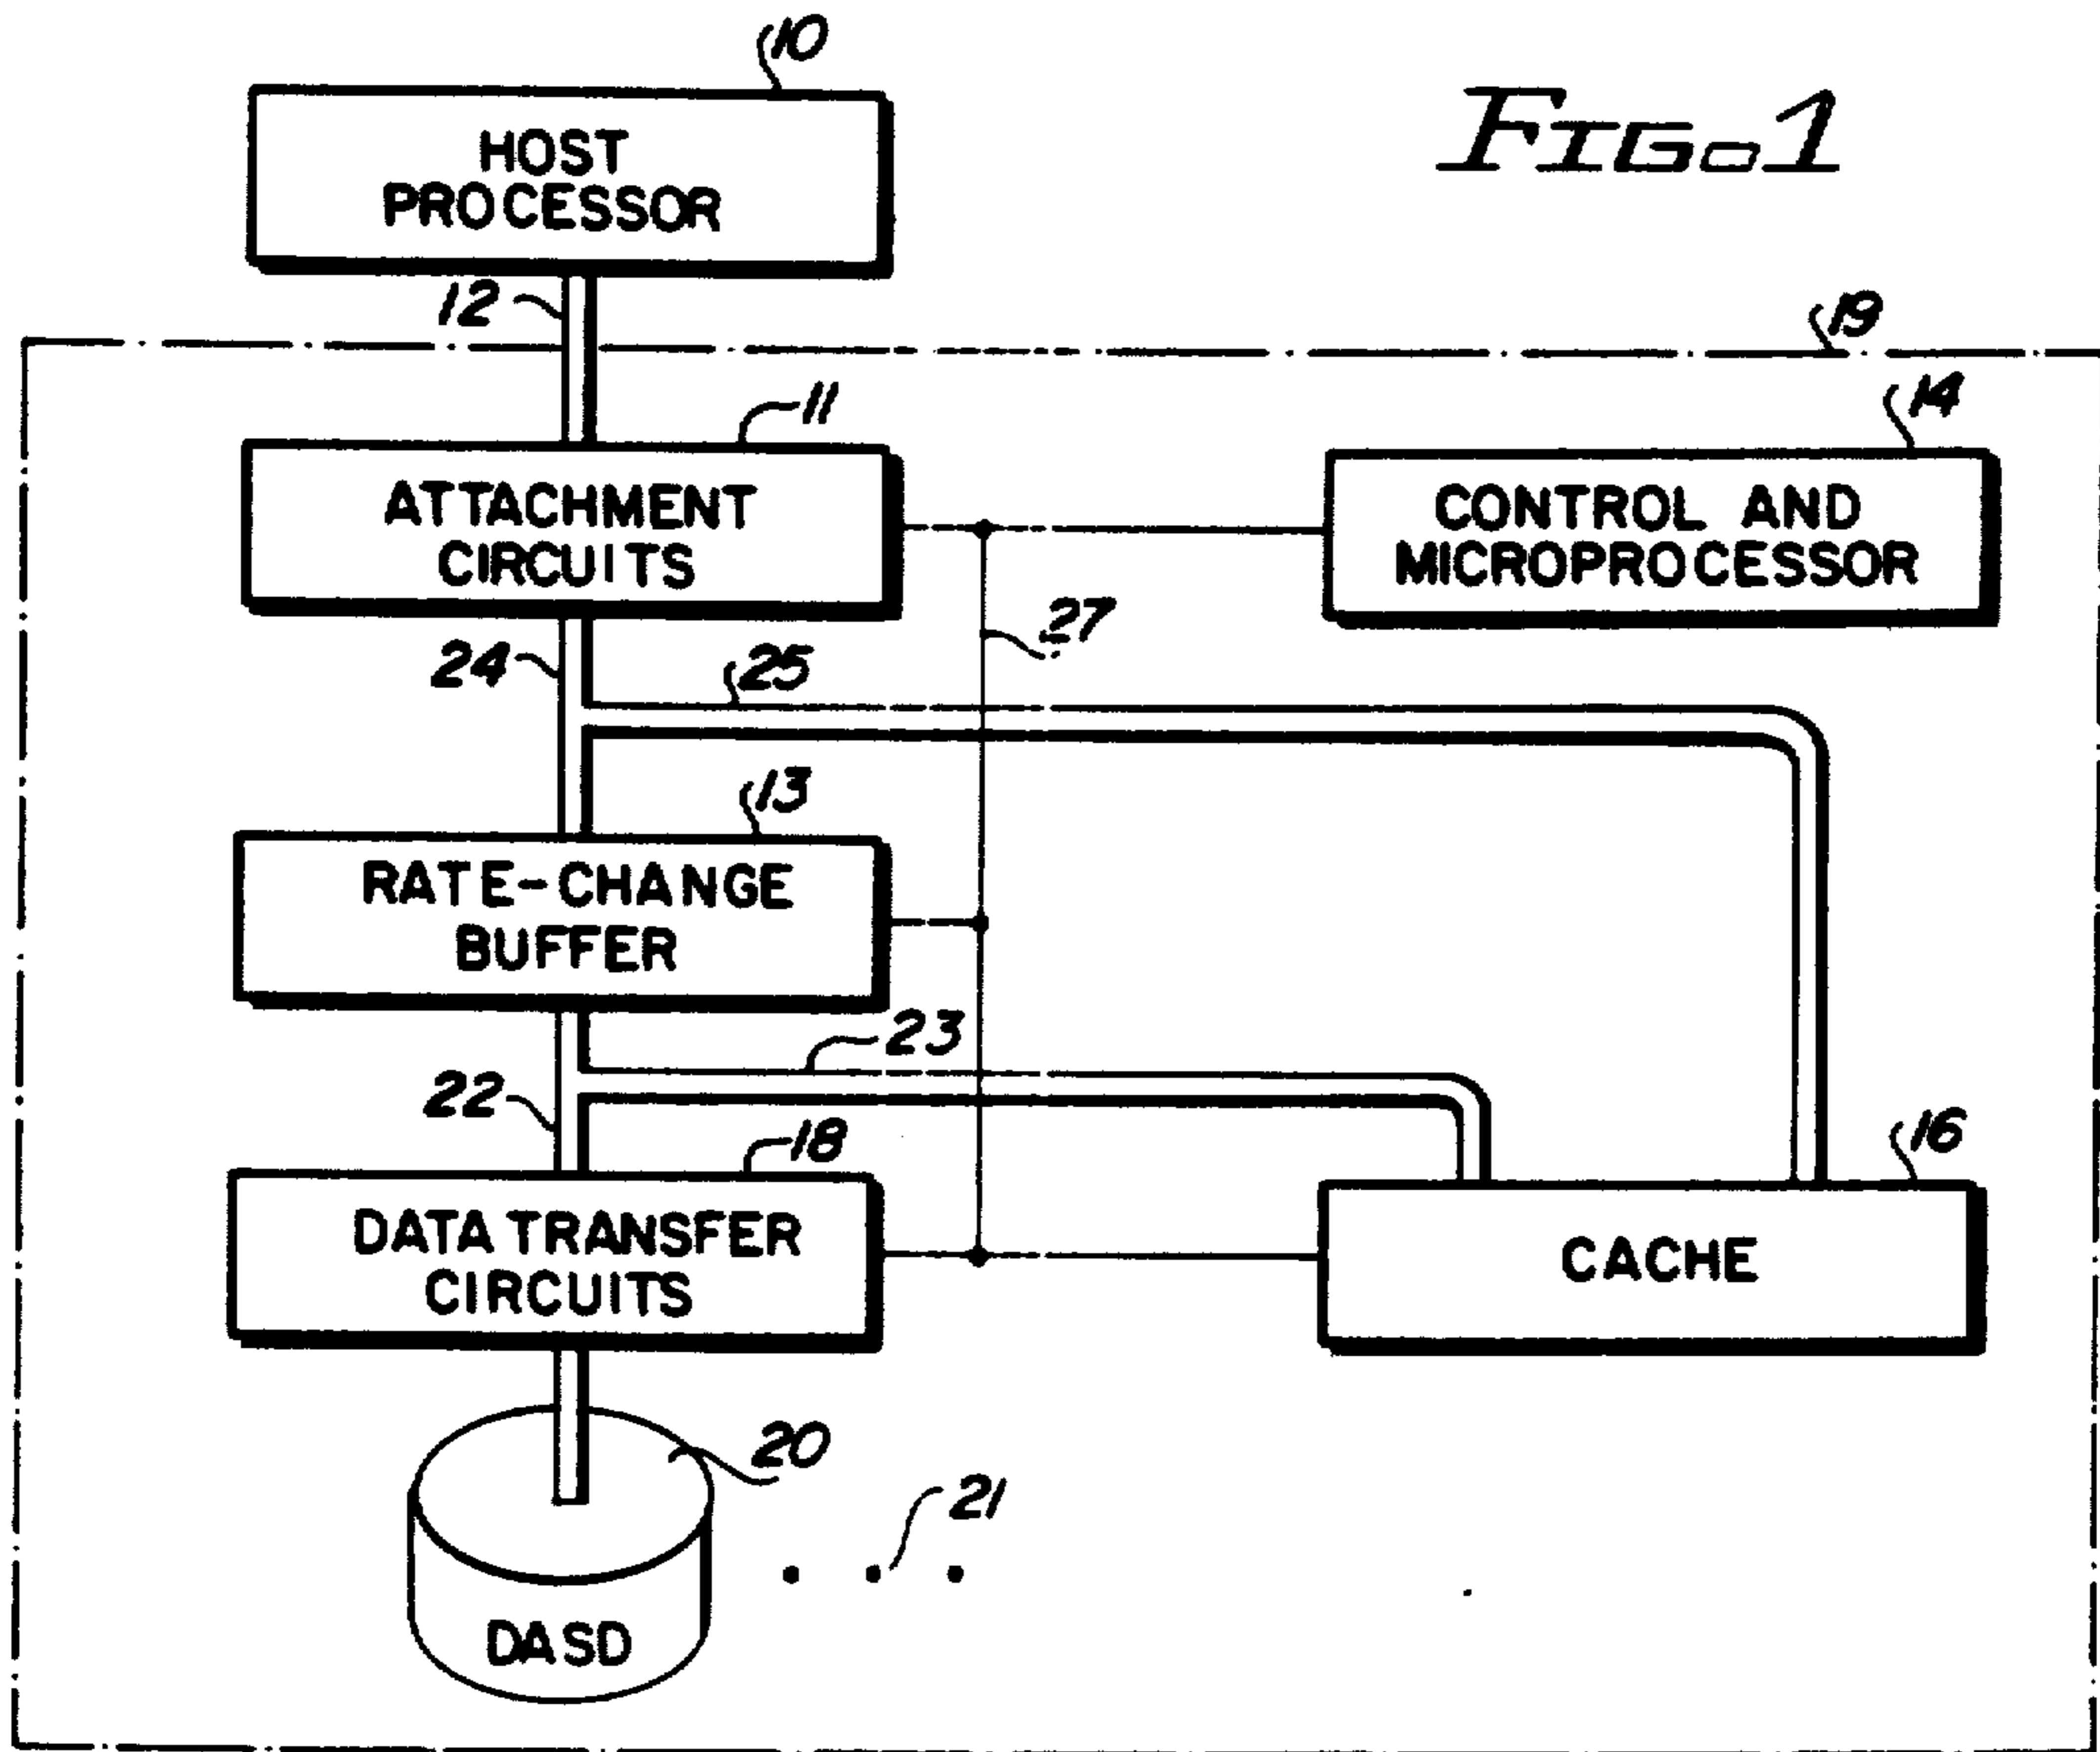 10
FIG. 1
HOST
PROCESSOR
12
19
11
14
ATTACHMENT
CIRCUITS
CONTROL AND
MICROPROCESSOR
27
24
25
13
RATE-CHANGE
BUFFER
23
22
18
16
DATA TRANSFER
CIRCUITS
CACHE
20
21
DASD